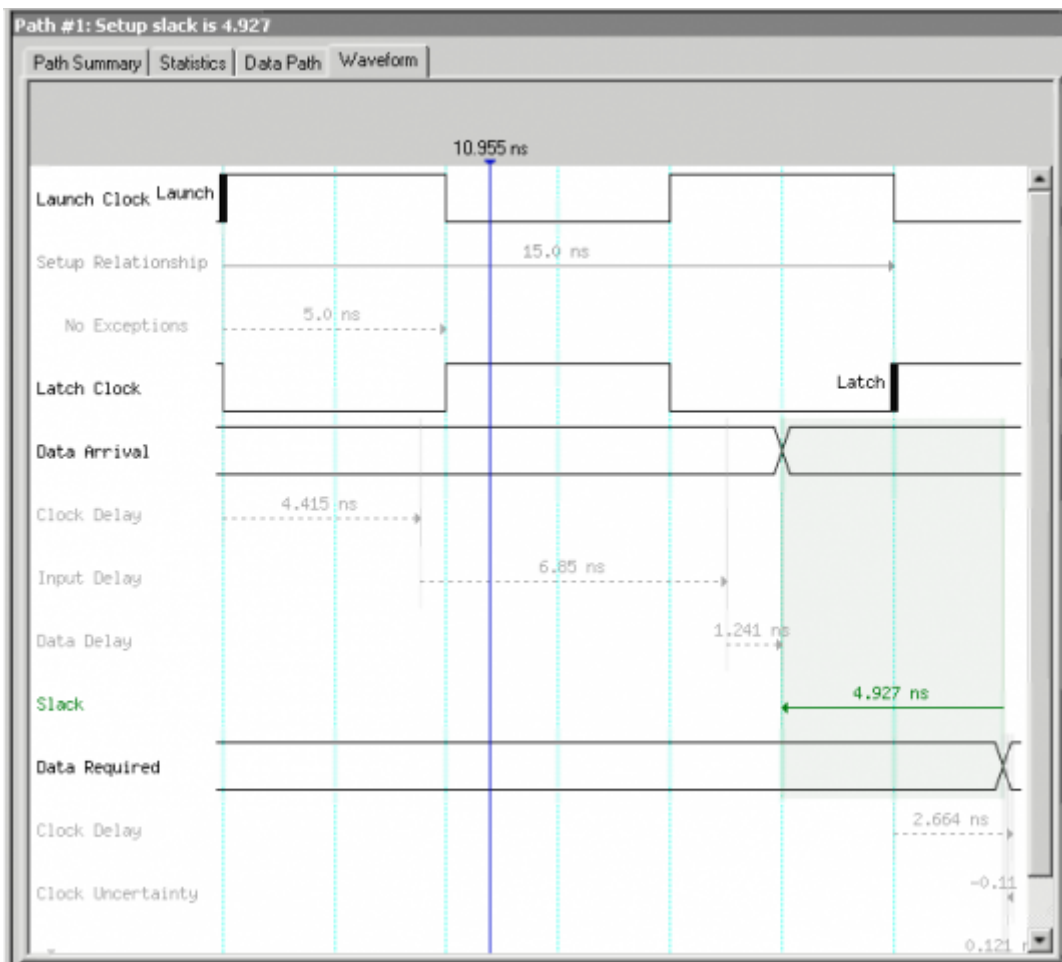 Path #1: Setup slack is 4.927
Path Summary Statistics Data Path Waveform
10.955 ns
Launch Clock Launch
Setup Relationship 15.0 ns
No Exceptions 5.0 ns
Latch Clock Latch
Data Arrival
Clock Delay 4.415 ns
Input Delay 6.85 ns
Data Delay 1.241 ns
Slack 4.927 ns
Data Required
Clock Delay 2.664 ns
Clock Uncertainty -0.11
0.121